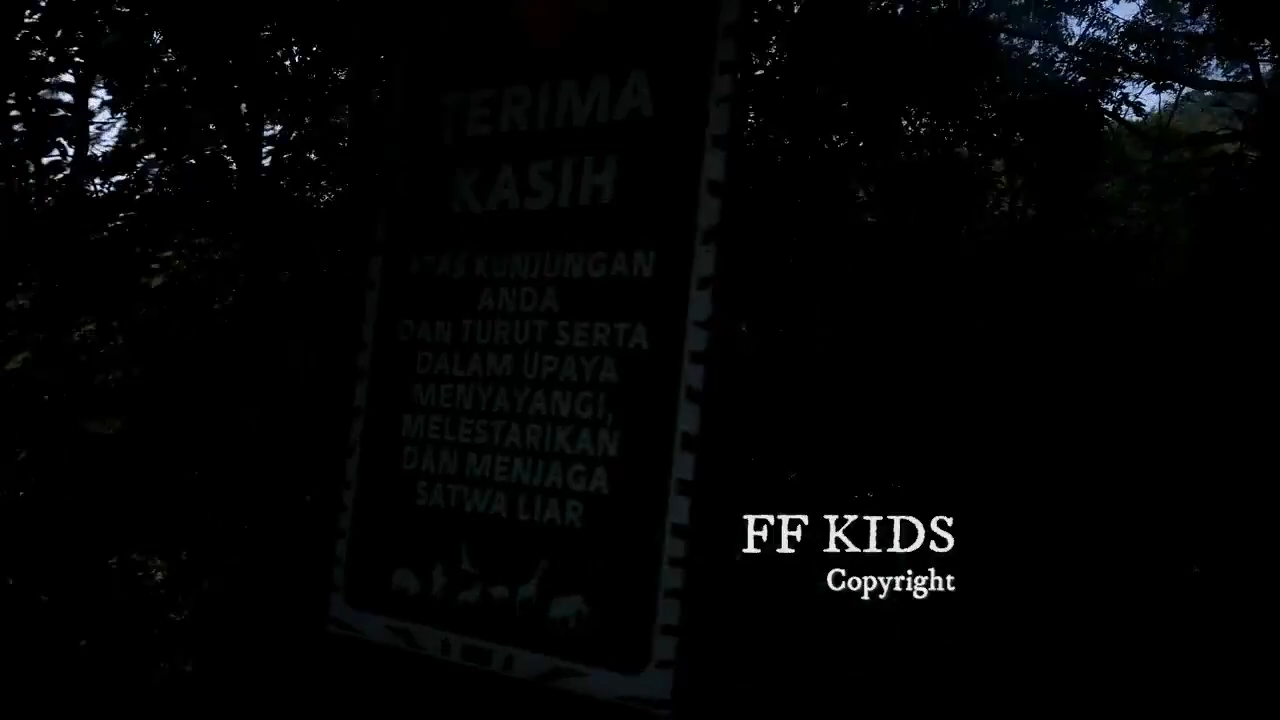 TERIMA
KASIH
ATAS KUNJUNGAN
ANDA
DAN TURUT SERTA
DALAM UPAYA
MENYAYANGI,
MELESTARIKAN
DAN MENJAGA
SATWA LIAR
FF KIDS
Copyright